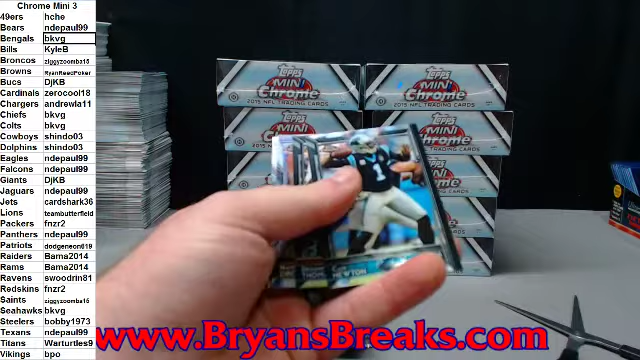 Chrome Mini 3
49ers hche
Bears ndepaul99
Bengals bkvg
Bills KyleB
Broncos ziggyzoomba15
Browns RyanReedPoker
Bucs DjKB
Cardinals zerocool18
Chargers andrewla11
Chiefs bkvg
Colts bkvg
Cowboys shindo03
Dolphins shindo03
Eagles ndepaul99
Falcons ndepaul99
Giants DjKB
Jaguars ndepaul99
Jets cardshark36
Lions teambutterfield
Packers fnzr2
Panthers ndepaul99
Patriots dodgeneon019
Raiders Bama2014
Rams Bama2014
Ravens swoodrin81
Redskins fnzr2
Saints ziggyzoomba15
Seahawks bkvg
Steelers bobby1973
Texans ndepaul99
Titans Warturtles9
Vikings bpo
Topps MINI Chrome
2015 NFL TRADING CARDS
Topps MINI Chrome
2015 NFL TRADING CARDS
MINI Chrome
1
NEWTON
www.BryansBreaks.com